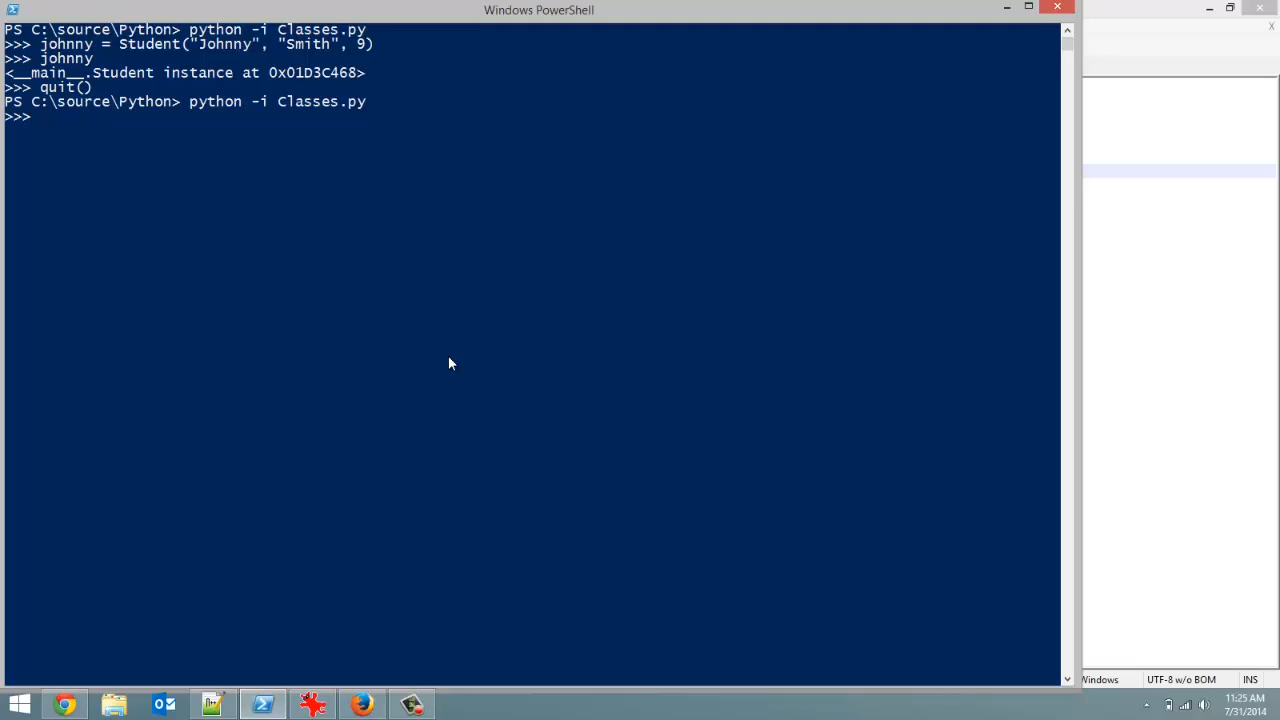 Windows PowerShell
PS C:\source\Python> python -i Classes.py
>>> johnny = Student("Johnny", "Smith", 9)
>>> johnny
<__main__.Student instance at 0x01D3C468>
>>> quit()
PS C:\source\Python> python -i Classes.py
>>>
Windows UTF-8 w/o BOM INS
11:25 AM
7/31/2014